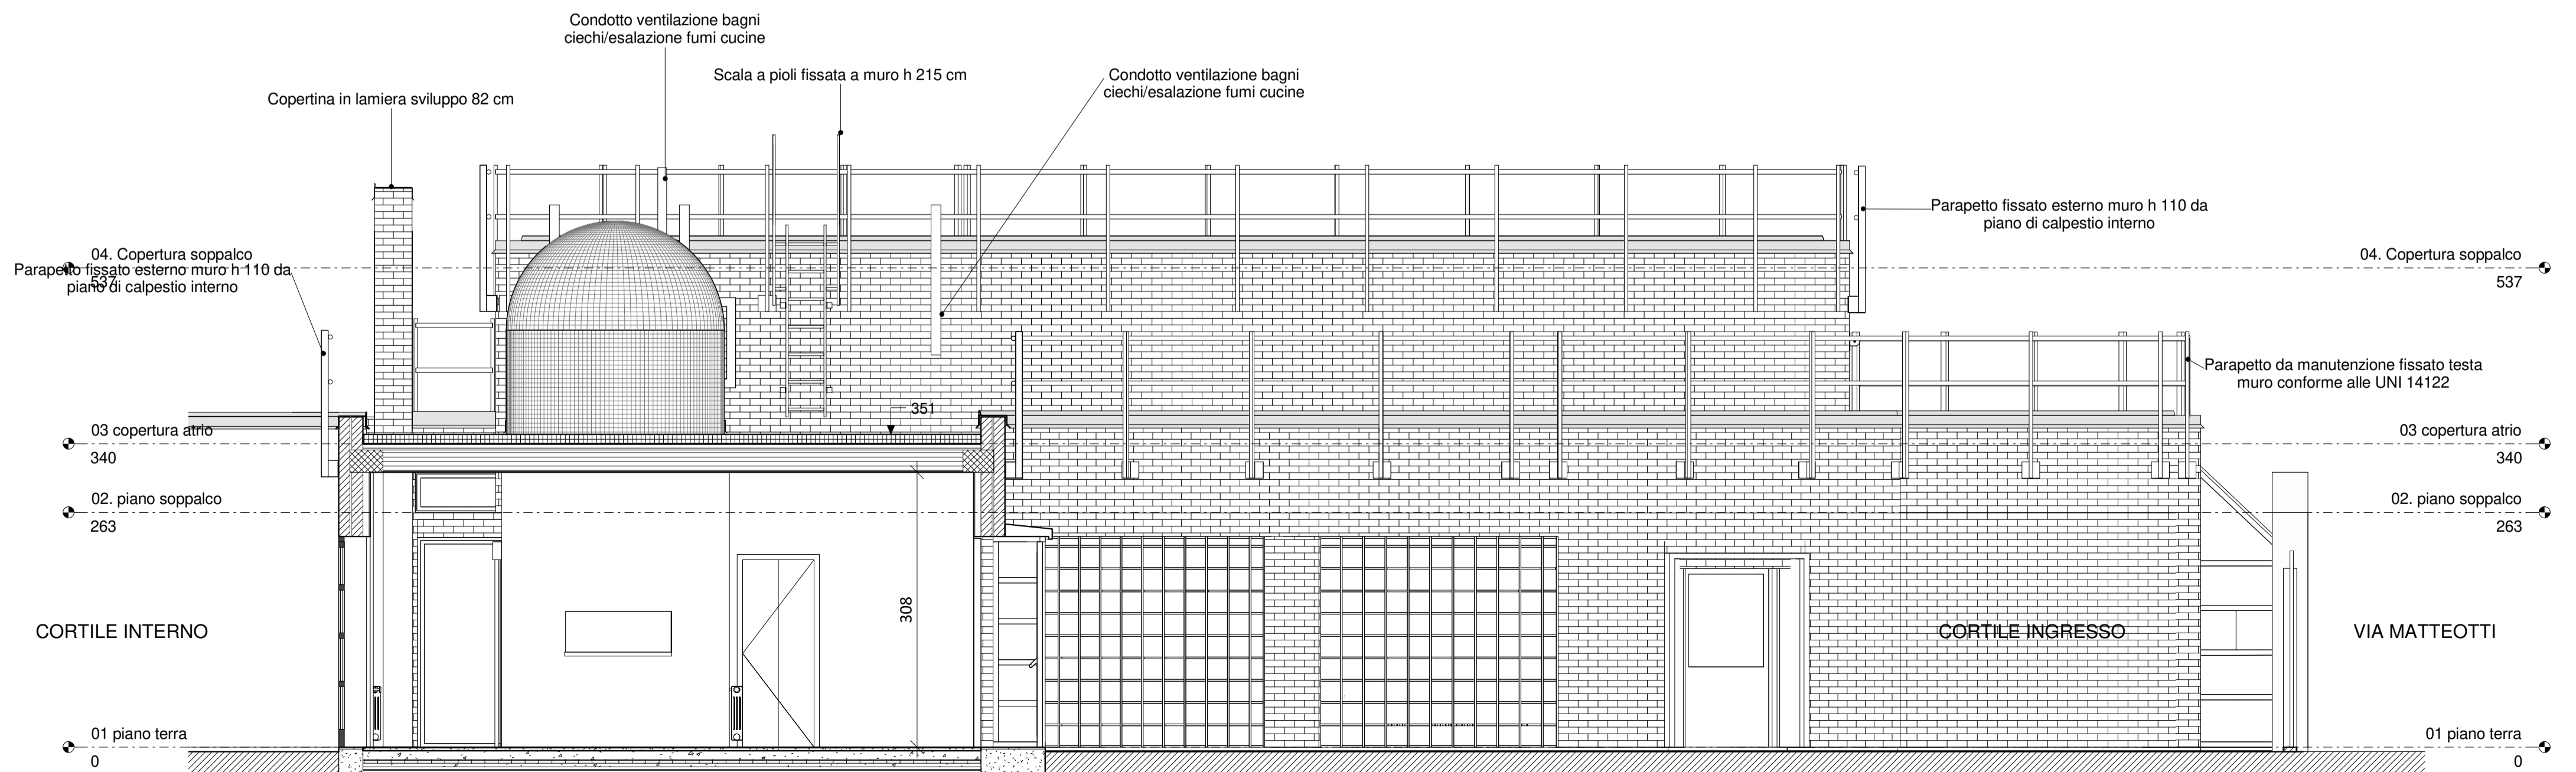 Condotto ventilazione bagni
ciechi/esalazione fumi cucine
Scala a pioli fissata a muro h 215 cm
Condotto ventilazione bagni
ciechi/esalazione fumi cucine
Copertina in lamiera sviluppo 82 cm
Parapetto fissato esterno muro h 110 da
piano di calpestio interno
04. Copertura soppalco
537
Parapetto fissato esterno muro h 110 da
piano di calpestio interno
04. Copertura soppalco
537
Parapetto da manutenzione fissato testa
muro conforme alle UNI 14122
351
03 copertura atrio
340
03 copertura atrio
340
02. piano soppalco
263
02. piano soppalco
263
308
CORTILE INTERNO
CORTILE INGRESSO
VIA MATTEOTTI
01 piano terra
0
01 piano terra
0